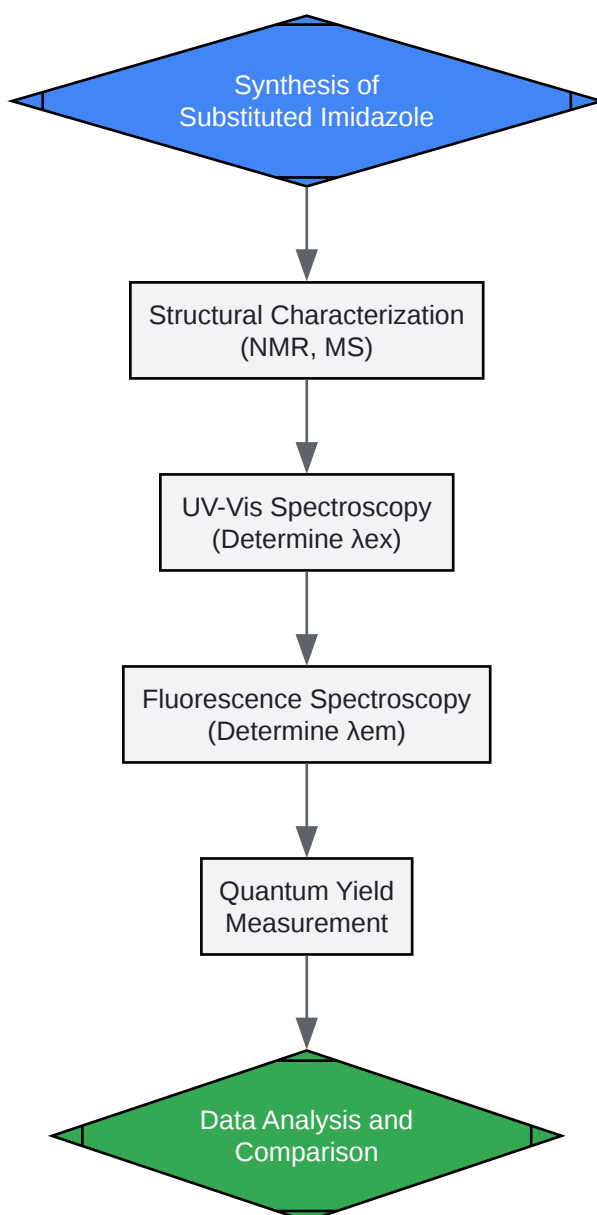 Synthesis of
Substituted Imidazole
Structural Characterization
(NMR, MS)
UV-Vis Spectroscopy
(Determine λex)
Fluorescence Spectroscopy
(Determine λem)
Quantum Yield
Measurement
Data Analysis and
Comparison